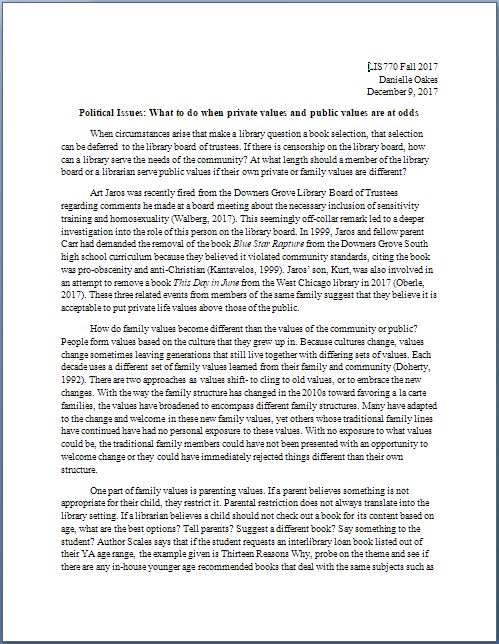 LIS770 Fall 2017
Danielle Oakes
December 9, 2017
Political Issues: What to do when private values and public values are at odds
When circumstances arise that make a library question a book selection, that selection
can be deferred to the library board of trustees. If there is censorship on the library board, how
can a library serve the needs of the community? At what length should a member of the library
board or a librarian serve public values if their own private or family values are different?
Art Jaros was recently fired from the Downers Grove Library Board of Trustees
regarding comments he made at a board meeting about the necessary inclusion of sensitivity
training and homosexuality (Walberg, 2017). This seemingly off-collar remark led to a deeper
investigation into the role of this person on the library board. In 1999, Jaros and fellow parent
Carr had demanded the removal of the book Blue Star Rapture from the Downers Grove South
high school curriculum because they believed it violated community standards, citing the book
was pro-obscenity and anti-Christian (Kantavelos, 1999). Jaros' son, Kurt, was also involved in
an attempt to remove a book This Day in June from the West Chicago library in 2017 (Oberle,
2017). These three related events from members of the same family suggest that they believe it is
acceptable to put private life values above those of the public.
How do family values become different than the values of the community or public?
People form values based on the culture that they grew up in. Because cultures change, values
change sometimes leaving generations that still live together with differing sets of values. Each
decade uses a different set of family values learned from their family and community (Doherty,
1992). There are two approaches as values shift- to cling to old values, or to embrace the new
changes. With the way the family structure has changed in the 2010s toward favoring a la carte
families, the values have broadened to encompass different family structures. Many have adapted
to the change and welcome in these new family values, yet others whose traditional family lines
have continued have had no personal exposure to these values. With no exposure to what values
could be, the traditional family members could have not been presented with an opportunity to
welcome change or they could have immediately rejected things different than their own
structure.
One part of family values is parenting values. If a parent believes something is not
appropriate for their child, they restrict it. Parental restriction does not always translate into the
library setting. If a librarian believes a child should not check out a book for its content based on
age, what are the best options? Tell parents? Suggest a different book? Say something to the
student? Author Scales says that if the student requests an interlibrary loan book listed out of
their YA age range, the example given is Thirteen Reasons Why, probe on the theme and see if
there are any in-house younger age recommended books that deal with the same subjects such as